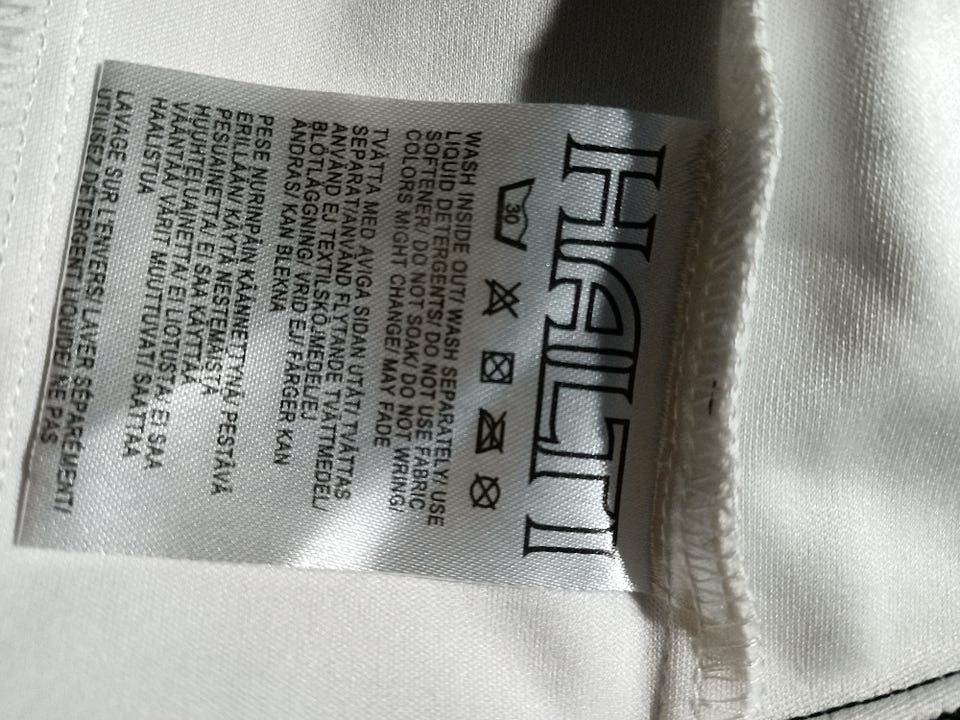 HALTI
30
WASH INSIDE OUT/ WASH SEPARATELY/ USE
LIQUID DETERGENTS/ DO NOT USE FABRIC
SOFTENER/ DO NOT SOAK/ DO NOT WRING/
COLORS MIGHT CHANGE/ MAY FADE
TVÄTTA MED AVIGA SIDAN UTÅT/ TVÄTTAS
SEPARAT/ANVÄND FLYTANDE TVÄTTMEDEL/
ANVÄND EJ TEXTILSKÖLJMEDEL/EJ
BLÖTLÄGGNING/ VRID EJ/ FÄRGER KAN
ÄNDRAS/ KAN BLEKNA
PESE NURINPÄIN KÄÄNNETTYNÄ/ PESTÄVÄ
ERILLÄÄN/ KÄYTÄ NESTEMÄISTÄ
PESUAINETTA/ EI SAA KÄYTTÄÄ
HUUHTELUAINETTA/ EI LIOTUSTA/ EI SAA
VÄÄNTÄÄ/ VÄRIT MUUTTUVAT/ SAATTAA
HAALISTUA
LAVAGE SUR L'ENVERS/ LAVER SÉPARÉMENT/
UTILISEZ DÉTERGENT LIQUIDE/ NE PAS